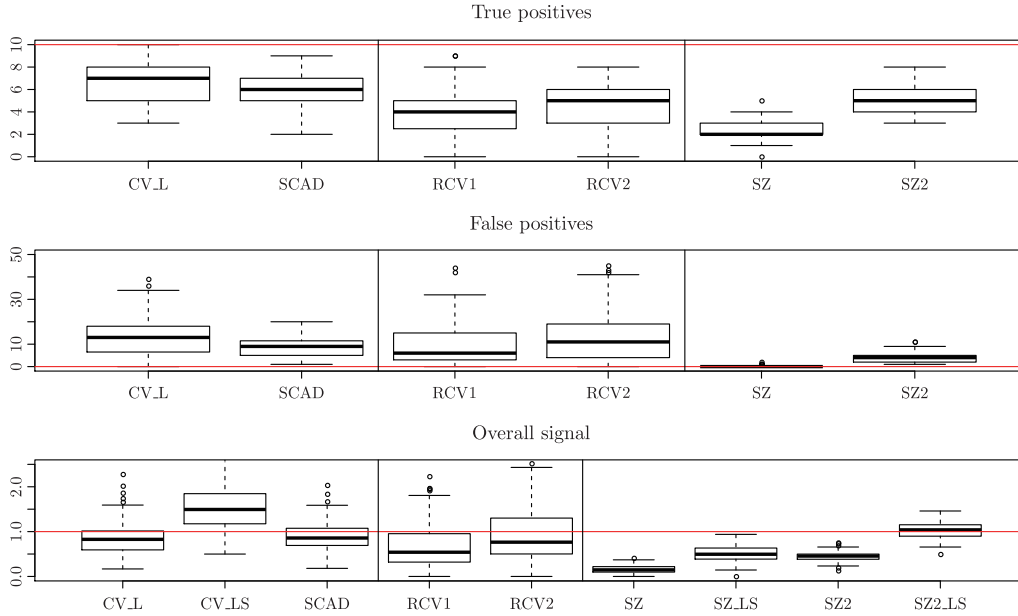 True positives
10
8
6
4
2
0
CV_L SCAD RCV1 RCV2 SZ SZ2
False positives
50
30
10
0
CV_L SCAD RCV1 RCV2 SZ SZ2
Overall signal
2.0
1.0
0.0
CV_L CV_LS SCAD RCV1 RCV2 SZ SZ_LS SZ2 SZ2_LS